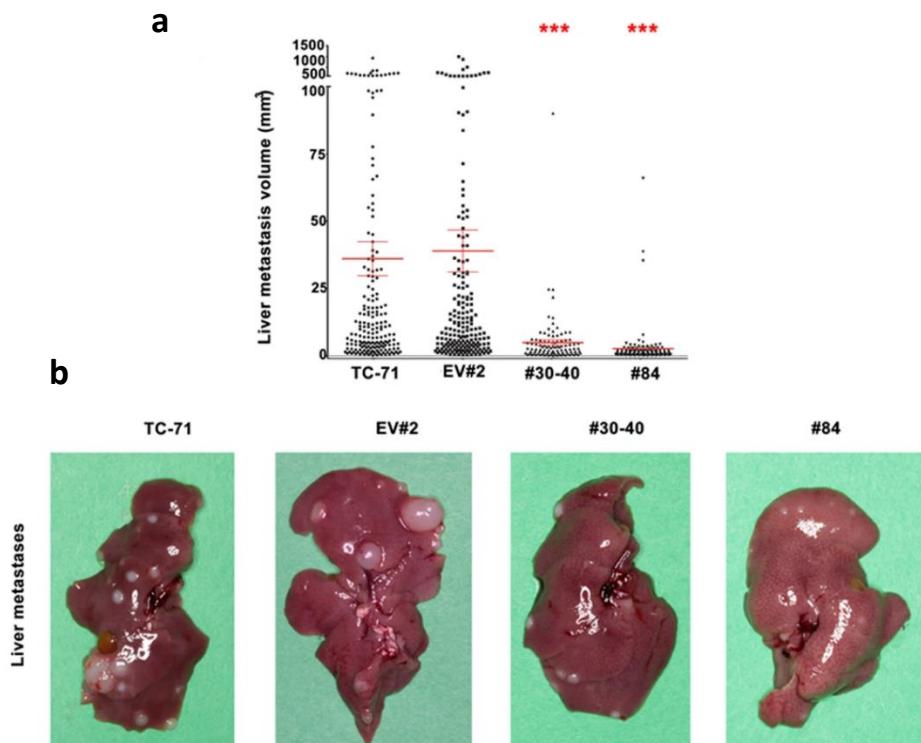 a
*** ***
1500
1000
500
100
75
50
25
0
Liver metastasis volume (mm³)
TC-71 EV#2 #30-40 #84
b
TC-71 EV#2 #30-40 #84
Liver metastases